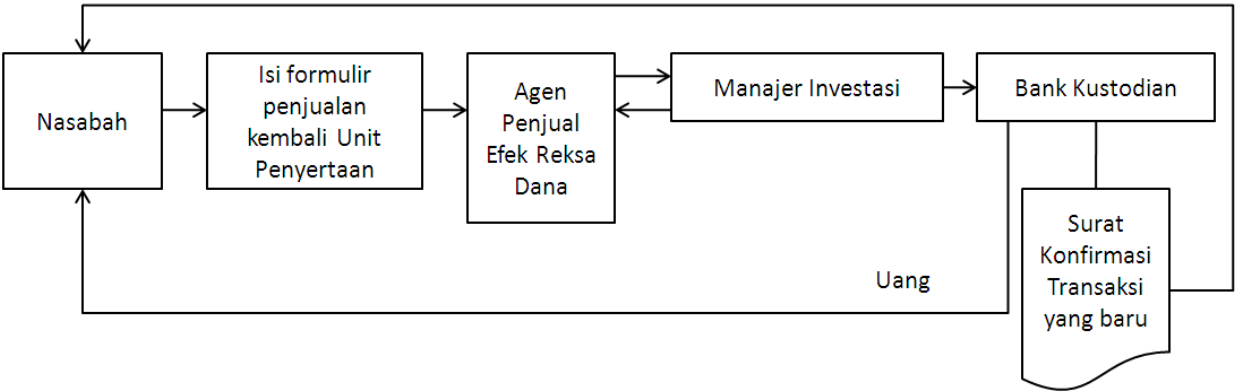 Nasabah
Isi formulir
penjualan
kembali Unit
Penyertaan
Agen
Penjual
Efek Reksa
Dana
Manajer Investasi
Bank Kustodian
Surat
Konfirmasi
Transaksi
yang baru
Uang